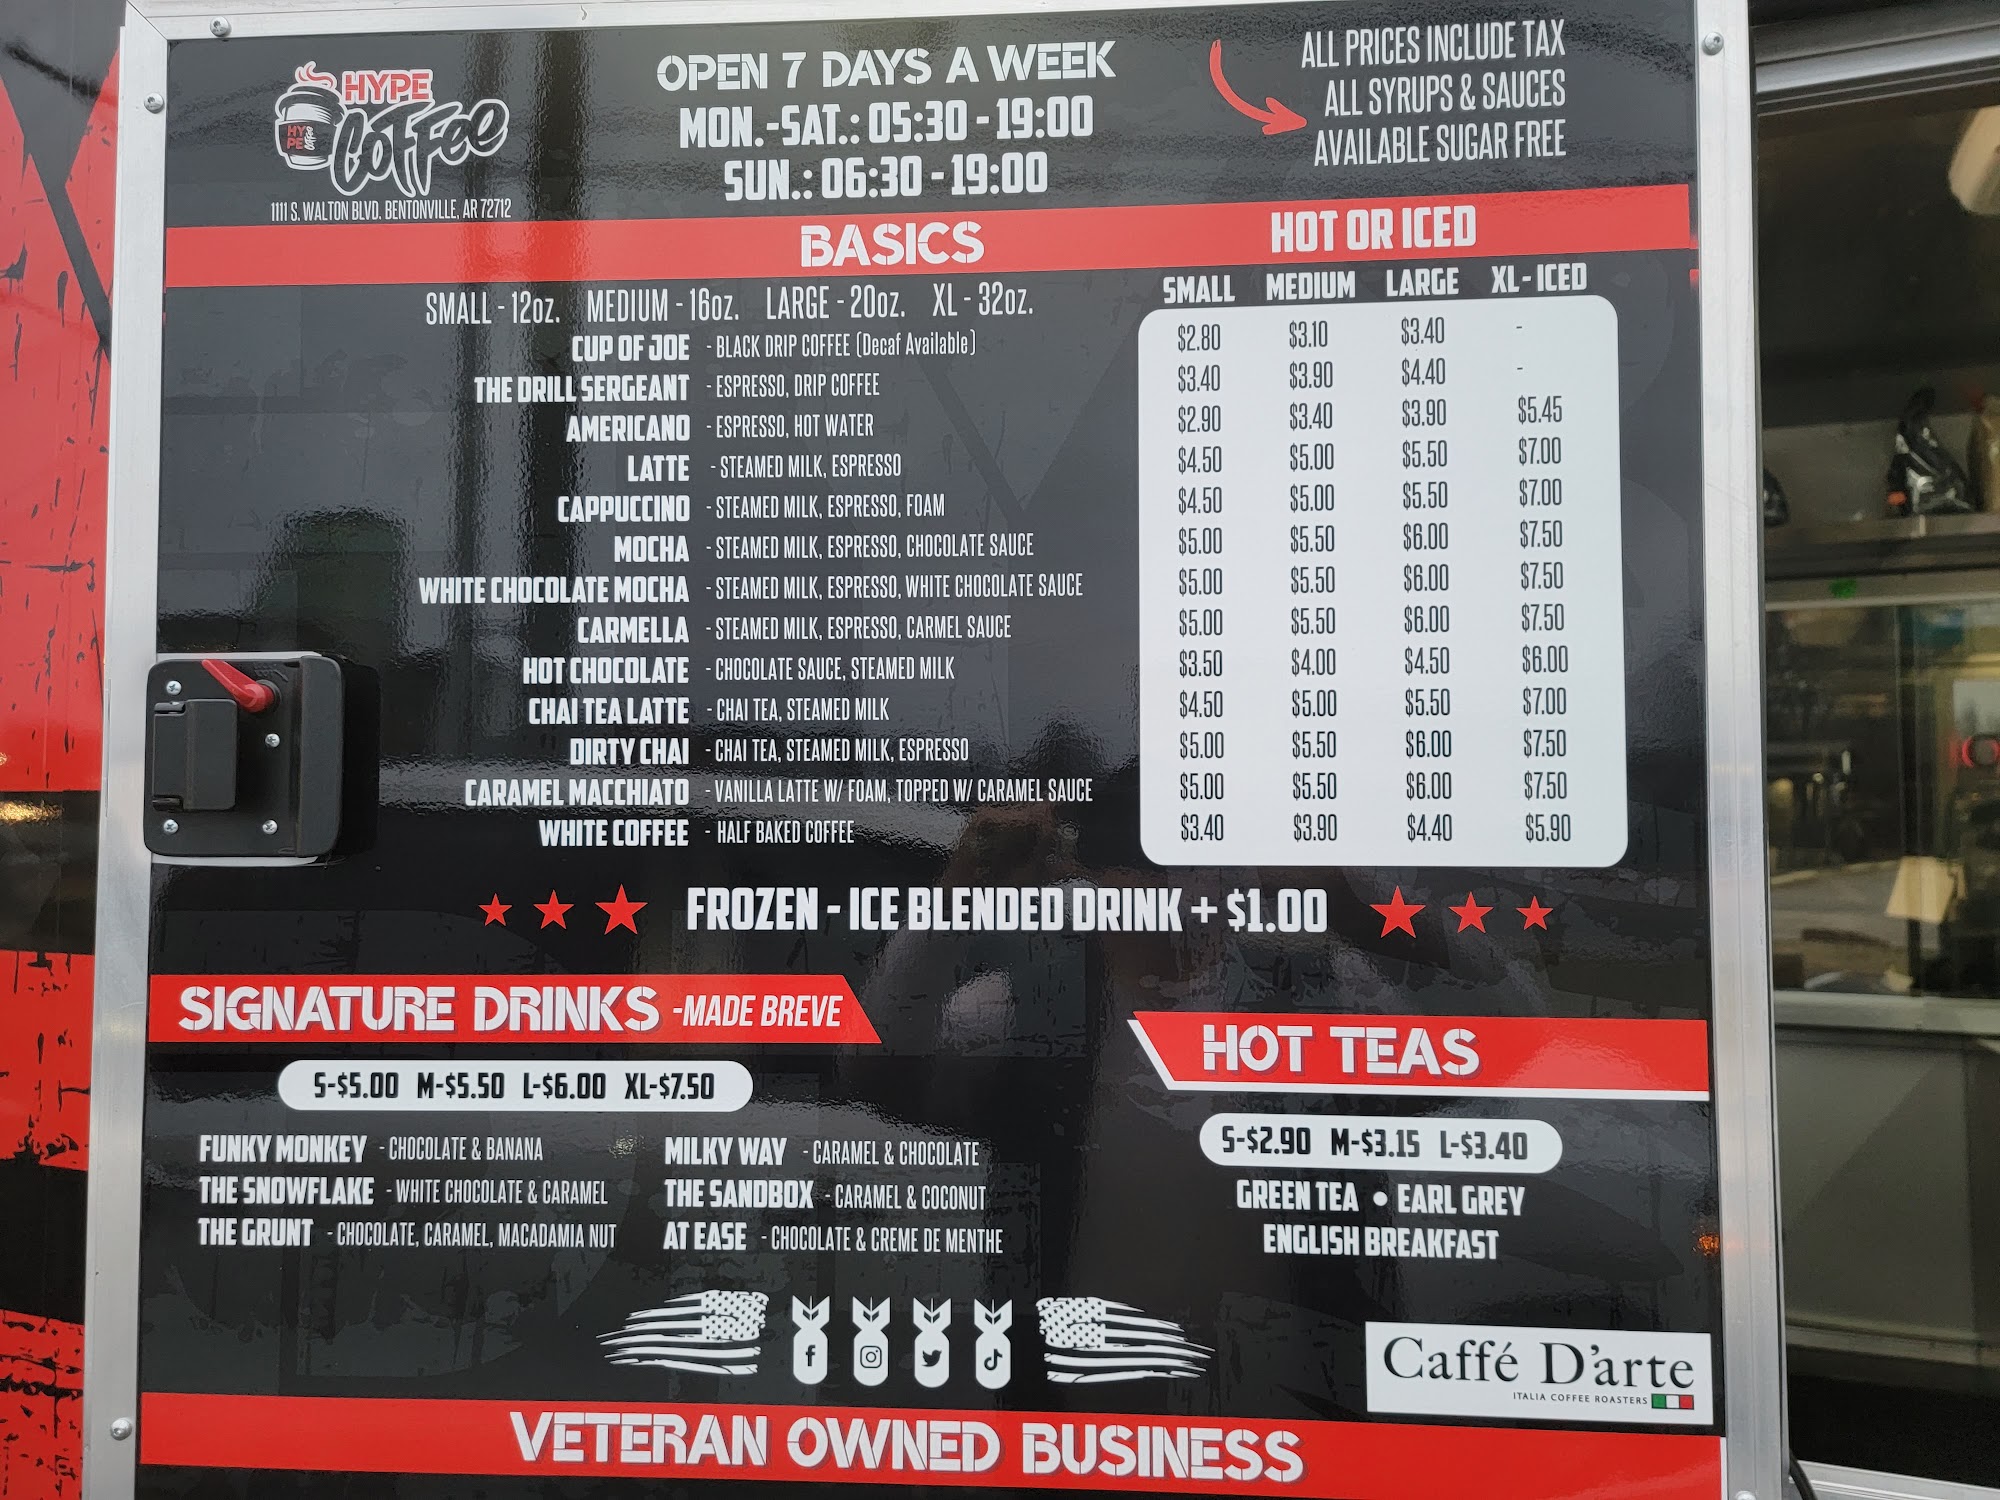 HYPE
COFFEE
HYPE
COFFEE
1111 S. WALTON BLVD. BENTONVILLE, AR 72712
OPEN 7 DAYS A WEEK
MON.-SAT.: 05:30 - 19:00
SUN.: 06:30 - 19:00
ALL PRICES INCLUDE TAX
ALL SYRUPS & SAUCES
AVAILABLE SUGAR FREE
BASICS HOT OR ICED
SMALL - 12oz. MEDIUM - 16oz. LARGE - 20oz. XL - 32oz.
SMALL MEDIUM LARGE XL - ICED
CUP OF JOE - BLACK DRIP COFFEE (Decaf Available) $2.80 $3.10 $3.40 -
THE DRILL SERGEANT - ESPRESSO, DRIP COFFEE $3.40 $3.90 $4.40 -
AMERICANO - ESPRESSO, HOT WATER $2.90 $3.40 $3.90 $5.45
LATTE - STEAMED MILK, ESPRESSO $4.50 $5.00 $5.50 $7.00
CAPPUCCINO - STEAMED MILK, ESPRESSO, FOAM $4.50 $5.00 $5.50 $7.00
MOCHA - STEAMED MILK, ESPRESSO, CHOCOLATE SAUCE $5.00 $5.50 $6.00 $7.50
WHITE CHOCOLATE MOCHA - STEAMED MILK, ESPRESSO, WHITE CHOCOLATE SAUCE $5.00 $5.50 $6.00 $7.50
CARMELLA - STEAMED MILK, ESPRESSO, CARMEL SAUCE $5.00 $5.50 $6.00 $7.50
HOT CHOCOLATE - CHOCOLATE SAUCE, STEAMED MILK $3.50 $4.00 $4.50 $6.00
CHAI TEA LATTE - CHAI TEA, STEAMED MILK $4.50 $5.00 $5.50 $7.00
DIRTY CHAI - CHAI TEA, STEAMED MILK, ESPRESSO $5.00 $5.50 $6.00 $7.50
CARAMEL MACCHIATO - VANILLA LATTE W/ FOAM, TOPPED W/ CARAMEL SAUCE $5.00 $5.50 $6.00 $7.50
WHITE COFFEE - HALF BAKED COFFEE $3.40 $3.90 $4.40 $5.90
FROZEN - ICE BLENDED DRINK + $1.00
SIGNATURE DRINKS -MADE BREVE
S-$5.00 M-$5.50 L-$6.00 XL-$7.50
FUNKY MONKEY - CHOCOLATE & BANANA
THE SNOWFLAKE - WHITE CHOCOLATE & CARAMEL
THE GRUNT - CHOCOLATE, CARAMEL, MACADAMIA NUT
MILKY WAY - CARAMEL & CHOCOLATE
THE SANDBOX - CARAMEL & COCONUT
AT EASE - CHOCOLATE & CREME DE MENTHE
HOT TEAS
S-$2.90 M-$3.15 L-$3.40
GREEN TEA • EARL GREY
ENGLISH BREAKFAST
Caffé D'arte
ITALIA COFFEE ROASTERS
VETERAN OWNED BUSINESS